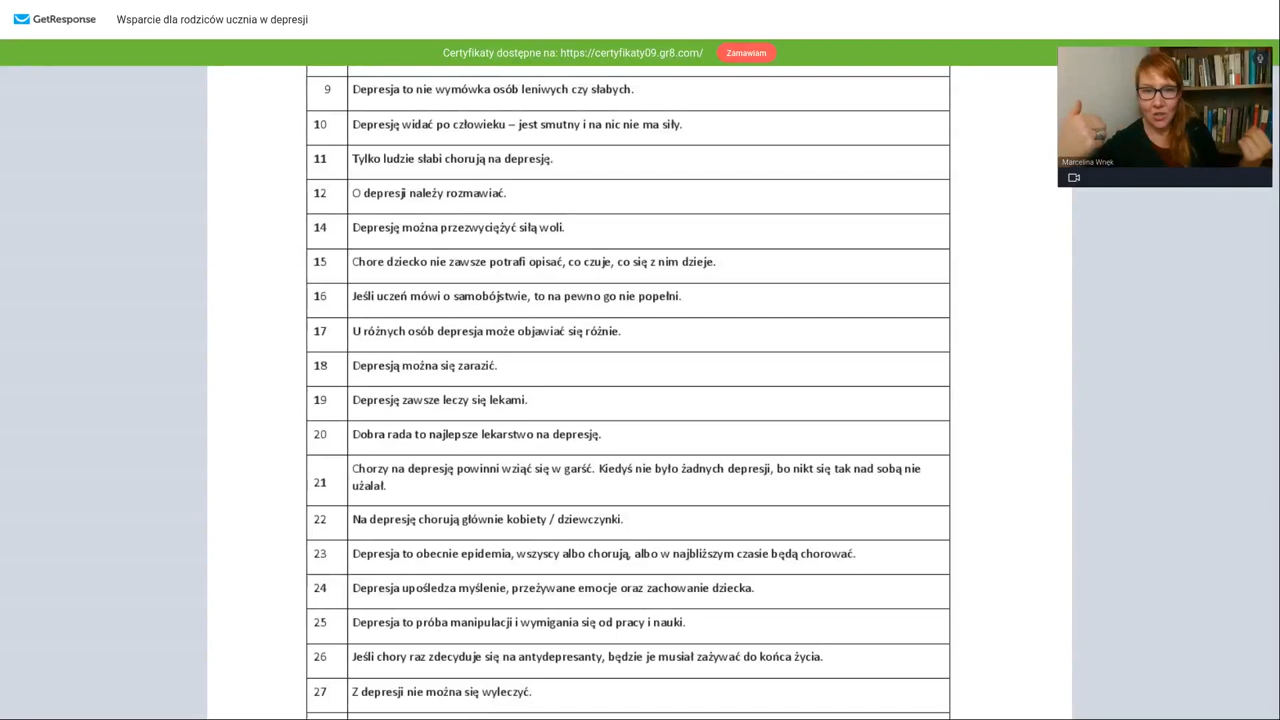 GetResponse
Wsparcie dla rodziców ucznia w depresji
Certyfikaty dostępne na: https://certyfikaty09.gr8.com/
Zamawiam
Marcelina Wnęk
9 Depresja to nie wymówka osób leniwych czy słabych.
10 Depresję widać po człowieku – jest smutny i na nic nie ma siły.
11 Tylko ludzie słabi chorują na depresję.
12 O depresji należy rozmawiać.
14 Depresję można przezwyciężyć siłą woli.
15 Chore dziecko nie zawsze potrafi opisać, co czuje, co się z nim dzieje.
16 Jeśli uczeń mówi o samobójstwie, to na pewno go nie popełni.
17 U różnych osób depresja może objawiać się różnie.
18 Depresją można się zarazić.
19 Depresję zawsze leczy się lekami.
20 Dobra rada to najlepsze lekarstwo na depresję.
21 Chorzy na depresję powinni wziąć się w garść. Kiedyś nie było żadnych depresji, bo nikt się tak nad sobą nie
użalał.
22 Na depresję chorują głównie kobiety / dziewczynki.
23 Depresja to obecnie epidemia, wszyscy albo chorują, albo w najbliższym czasie będą chorować.
24 Depresja upośledza myślenie, przeżywane emocje oraz zachowanie dziecka.
25 Depresja to próba manipulacji i wymigania się od pracy i nauki.
26 Jeśli chory raz zdecyduje się na antydepresanty, będzie je musiał zażywać do końca życia.
27 Z depresji nie można się wyleczyć.